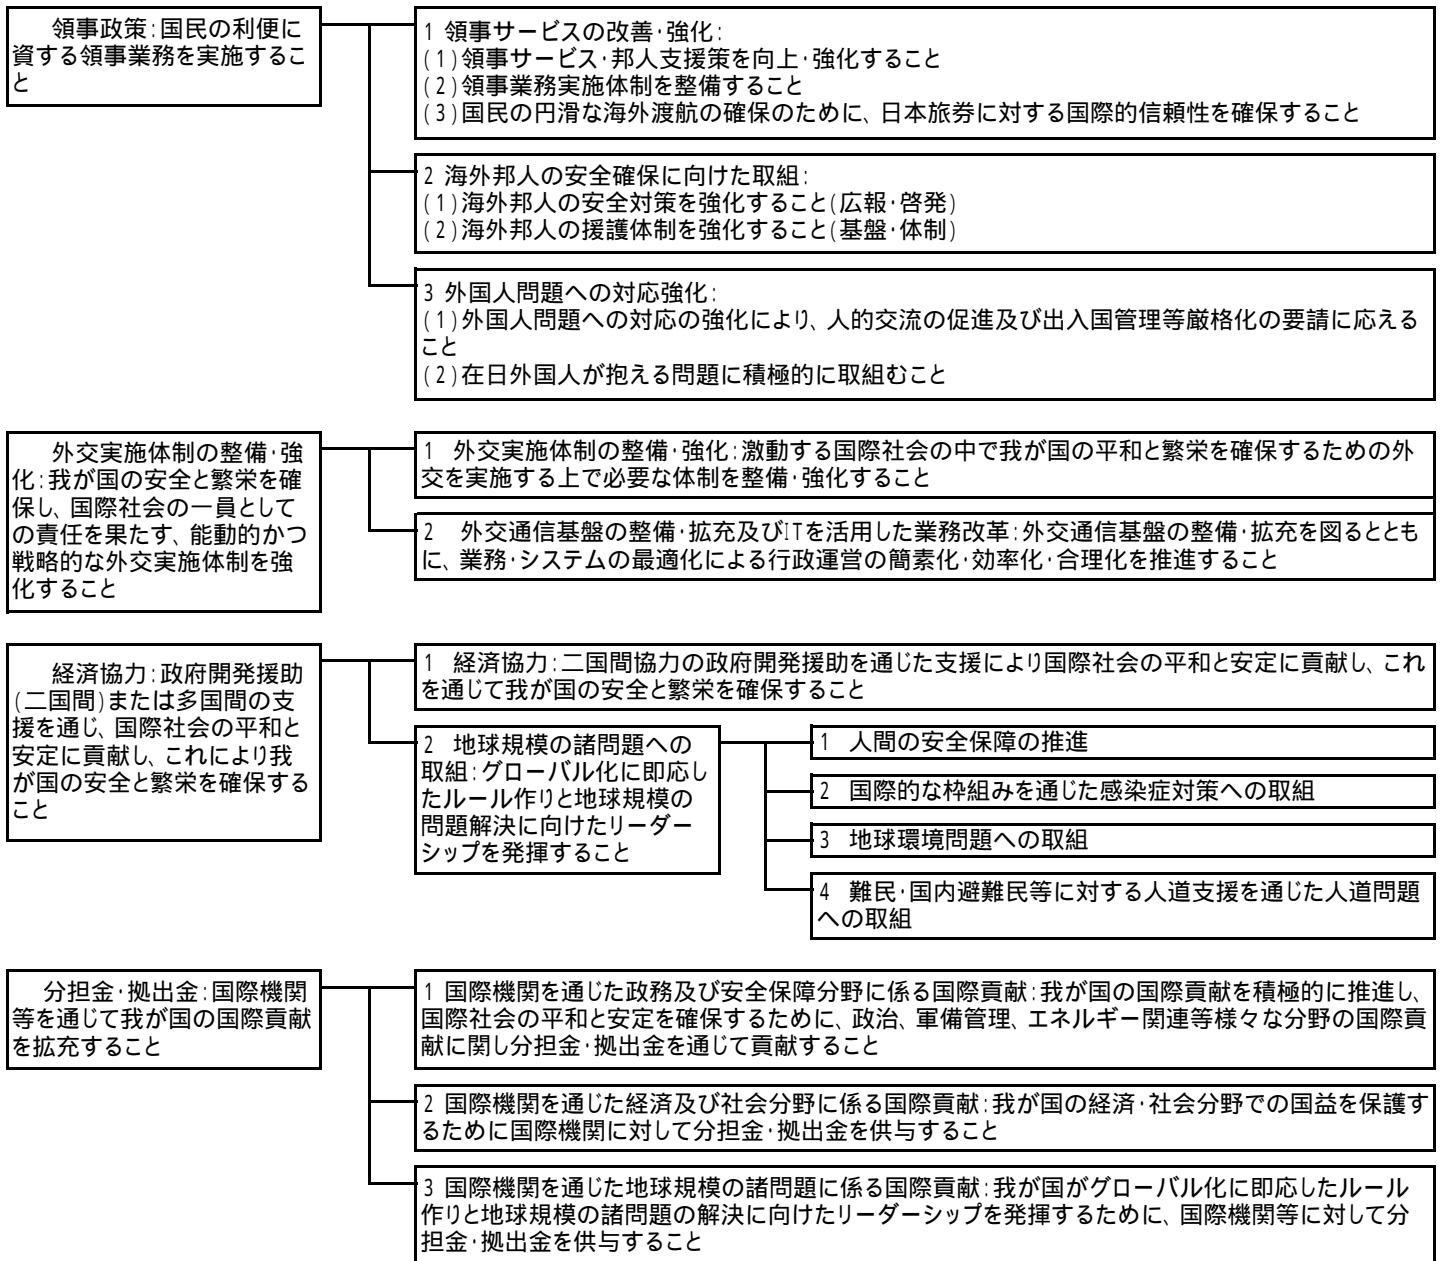 領事政策:国民の利便に
資する領事業務を実施するこ
と
1 領事サービスの改善・強化:
(1)領事サービス・邦人支援策を向上・強化すること
(2)領事業務実施体制を整備すること
(3)国民の円滑な海外渡航の確保のために、日本旅券に対する国際的信頼性を確保すること
2 海外邦人の安全確保に向けた取組:
(1)海外邦人の安全対策を強化すること(広報・啓発)
(2)海外邦人の援護体制を強化すること(基盤・体制)
3 外国人問題への対応強化:
(1)外国人問題への対応の強化により、人的交流の促進及び出入国管理等厳格化の要請に応える
こと
(2)在日外国人が抱える問題に積極的に取組むこと
外交実施体制の整備・強
化:我が国の安全と繁栄を確
保し、国際社会の一員として
の責任を果たす、能動的かつ
戦略的な外交実施体制を強
化すること
1 外交実施体制の整備・強化:激動する国際社会の中で我が国の平和と繁栄を確保するための外
交を実施する上で必要な体制を整備・強化すること
2 外交通信基盤の整備・拡充及びITを活用した業務改革:外交通信基盤の整備・拡充を図るととも
に、業務・システムの最適化による行政運営の簡素化・効率化・合理化を推進すること
経済協力:政府開発援助
(二国間)または多国間の支
援を通じ、国際社会の平和と
安定に貢献し、これにより我
が国の安全と繁栄を確保する
こと
1 経済協力:二国間協力の政府開発援助を通じた支援により国際社会の平和と安定に貢献し、これ
を通じて我が国の安全と繁栄を確保すること
2 地球規模の諸問題への
取組:グローバル化に即応し
たルール作りと地球規模の
問題解決に向けたリーダー
シップを発揮すること
1 人間の安全保障の推進
2 国際的な枠組みを通じた感染症対策への取組
3 地球環境問題への取組
4 難民・国内避難民等に対する人道支援を通じた人道問題
への取組
分担金・拠出金:国際機関
等を通じて我が国の国際貢献
を拡充すること
1 国際機関を通じた政務及び安全保障分野に係る国際貢献:我が国の国際貢献を積極的に推進し、
国際社会の平和と安定を確保するために、政治、軍備管理、エネルギー関連等様々な分野の国際貢
献に関し分担金・拠出金を通じて貢献すること
2 国際機関を通じた経済及び社会分野に係る国際貢献:我が国の経済・社会分野での国益を保護す
るために国際機関に対して分担金・拠出金を供与すること
3 国際機関を通じた地球規模の諸問題に係る国際貢献:我が国がグローバル化に即応したルール
作りと地球規模の諸問題の解決に向けたリーダーシップを発揮するために、国際機関等に対して分
担金・拠出金を供与すること